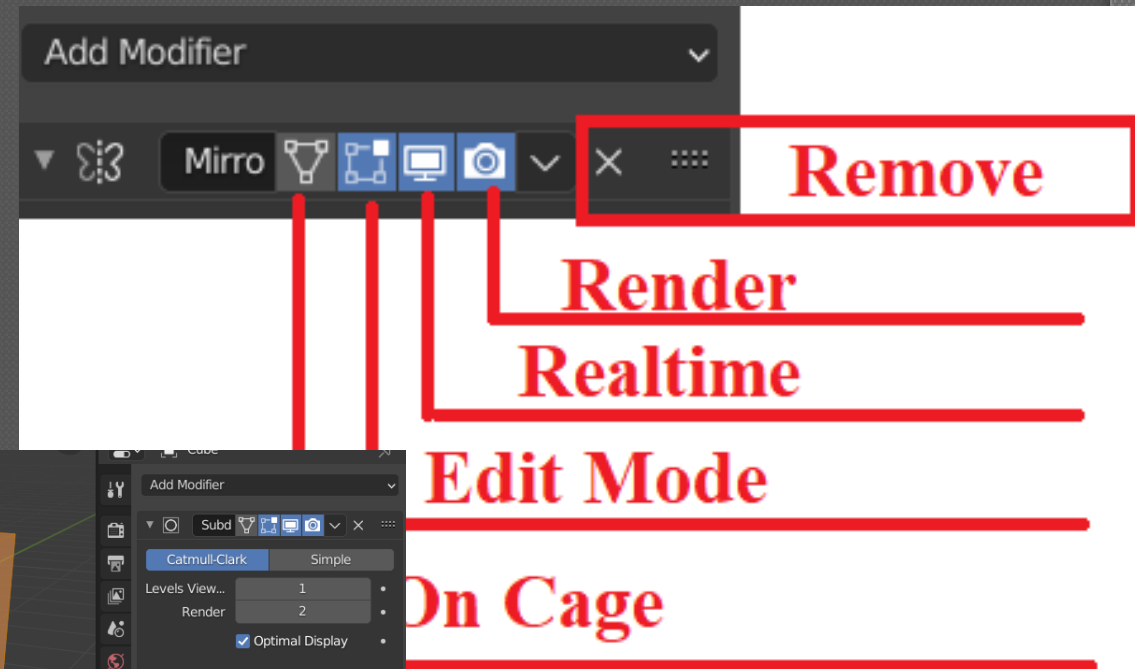 Add Modifier
Mirro
Remove
Render
Realtime
Edit Mode
On Cage
Cube
Add Modifier
Subd
Catmull-Clark Simple
Levels View... 1
Render 2
Optimal Display